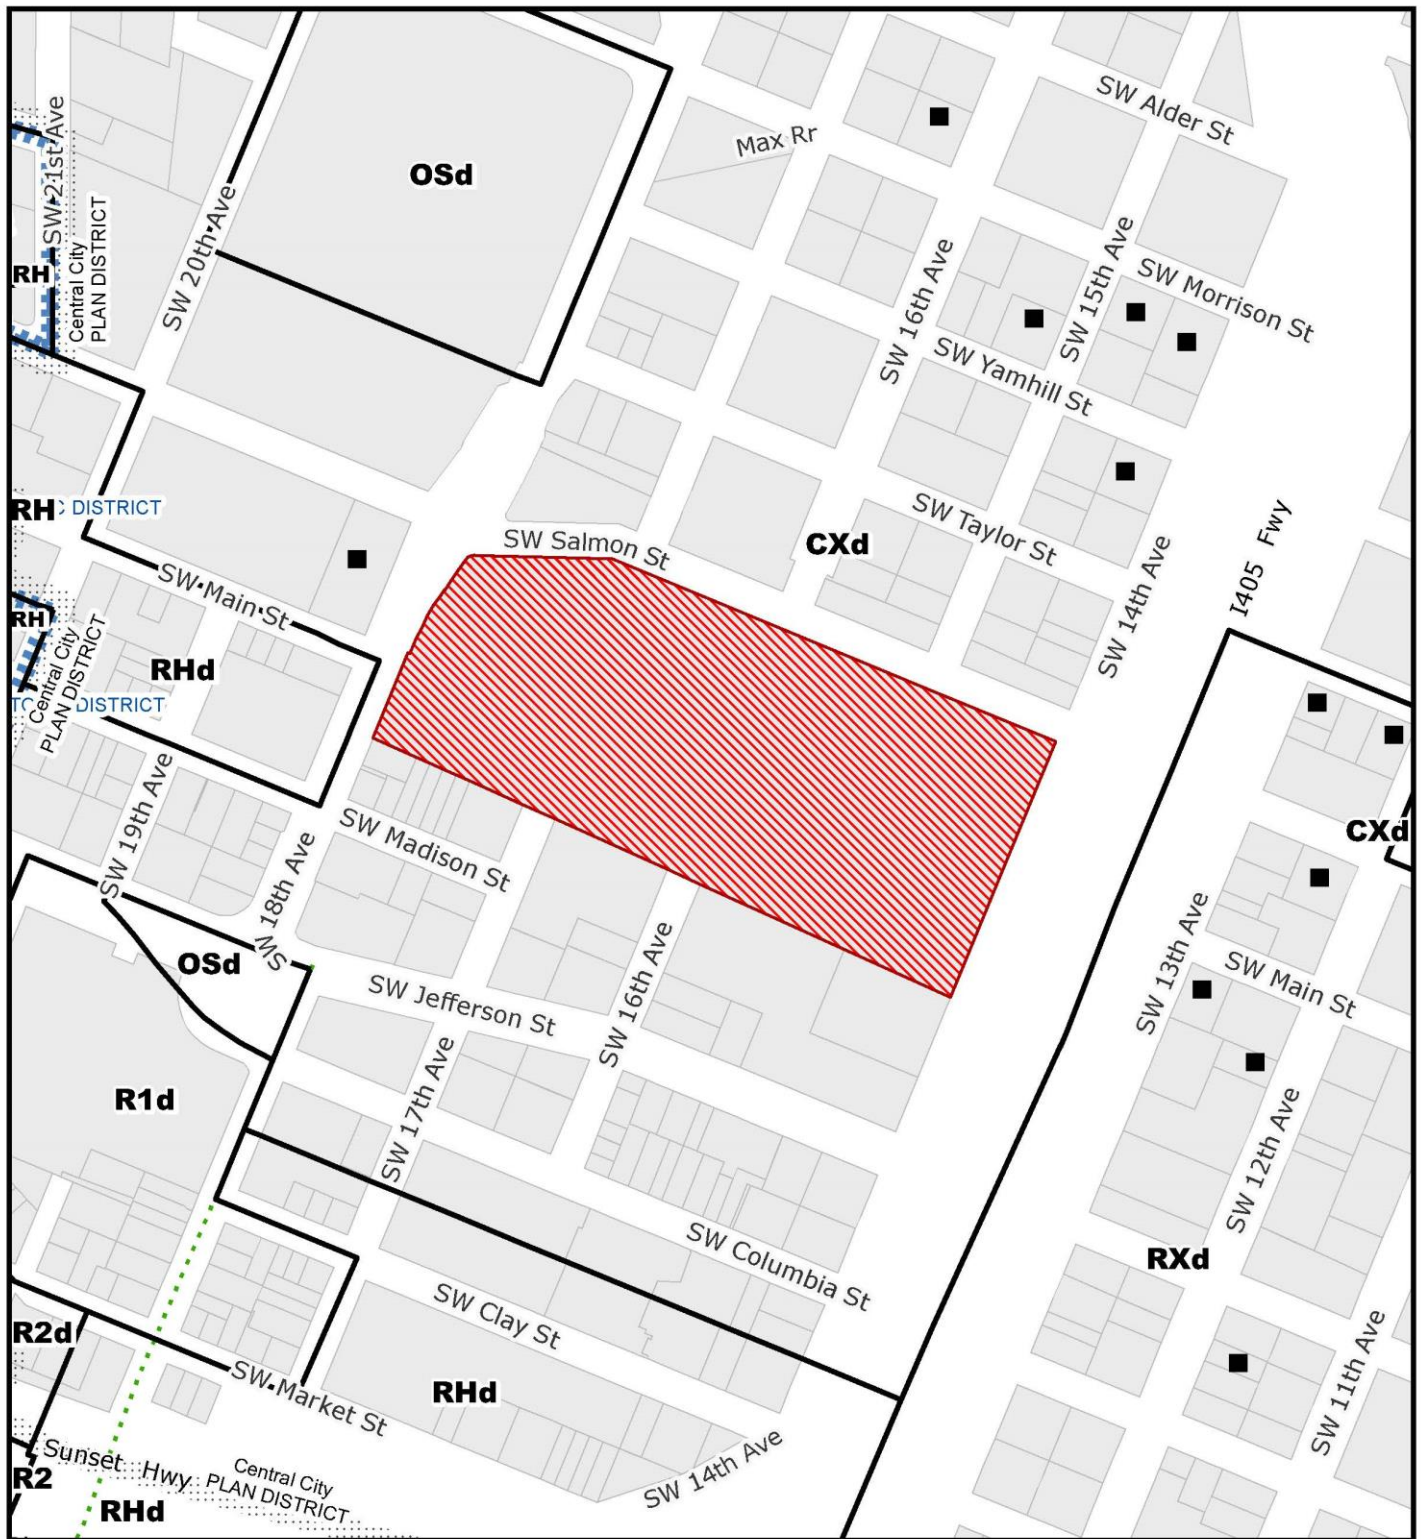 SW Alder St
SW 21st Ave
Max Rr
OSd
SW 20th Ave
Central City
PLAN DISTRICT
RH
SW 16th Ave
SW 15th Ave
SW Morrison St
SW Yamhill St
RH
C DISTRICT
SW Taylor St
CXd
SW Salmon St
I405 Fwy
SW 14th Ave
SW Main St
RH
Central City
PLAN DISTRICT
RHd
DISTRICT
SW 19th Ave
SW Madison St
CXd
SW 18th Ave
OSd
SW 13th Ave
SW Main St
SW Jefferson St
SW 16th Ave
SW 17th Ave
R1d
SW 12th Ave
SW Columbia St
RXd
SW Clay St
R2d
SW Market St
RHd
SW 11th Ave
Sunset Hwy
Central City
PLAN DISTRICT
SW 14th Ave
R2
RHd